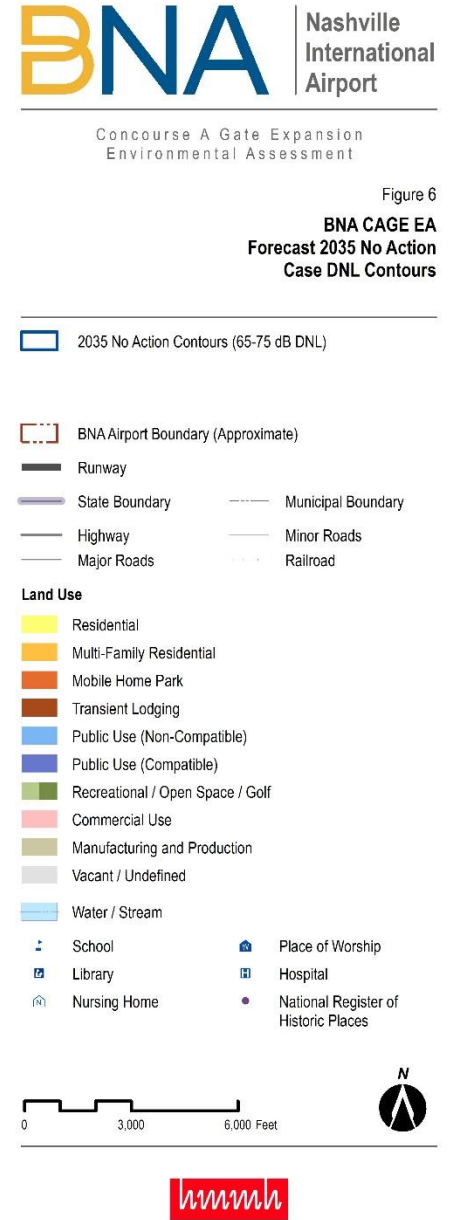 BNA
Nashville
International
Airport
Concourse A Gate Expansion
Environmental Assessment
Figure 6
BNA CAGE EA
Forecast 2035 No Action
Case DNL Contours
2035 No Action Contours (65-75 dB DNL)
BNA Airport Boundary (Approximate)
Runway
State Boundary
Municipal Boundary
Highway
Minor Roads
Major Roads
Railroad
Land Use
Residential
Multi-Family Residential
Mobile Home Park
Transient Lodging
Public Use (Non-Compatible)
Public Use (Compatible)
Recreational / Open Space / Golf
Commercial Use
Manufacturing and Production
Vacant / Undefined
Water / Stream
School
Place of Worship
Library
H
Hospital
N
Nursing Home
National Register of
Historic Places
N
0
3,000
6,000 Feet
hmmh